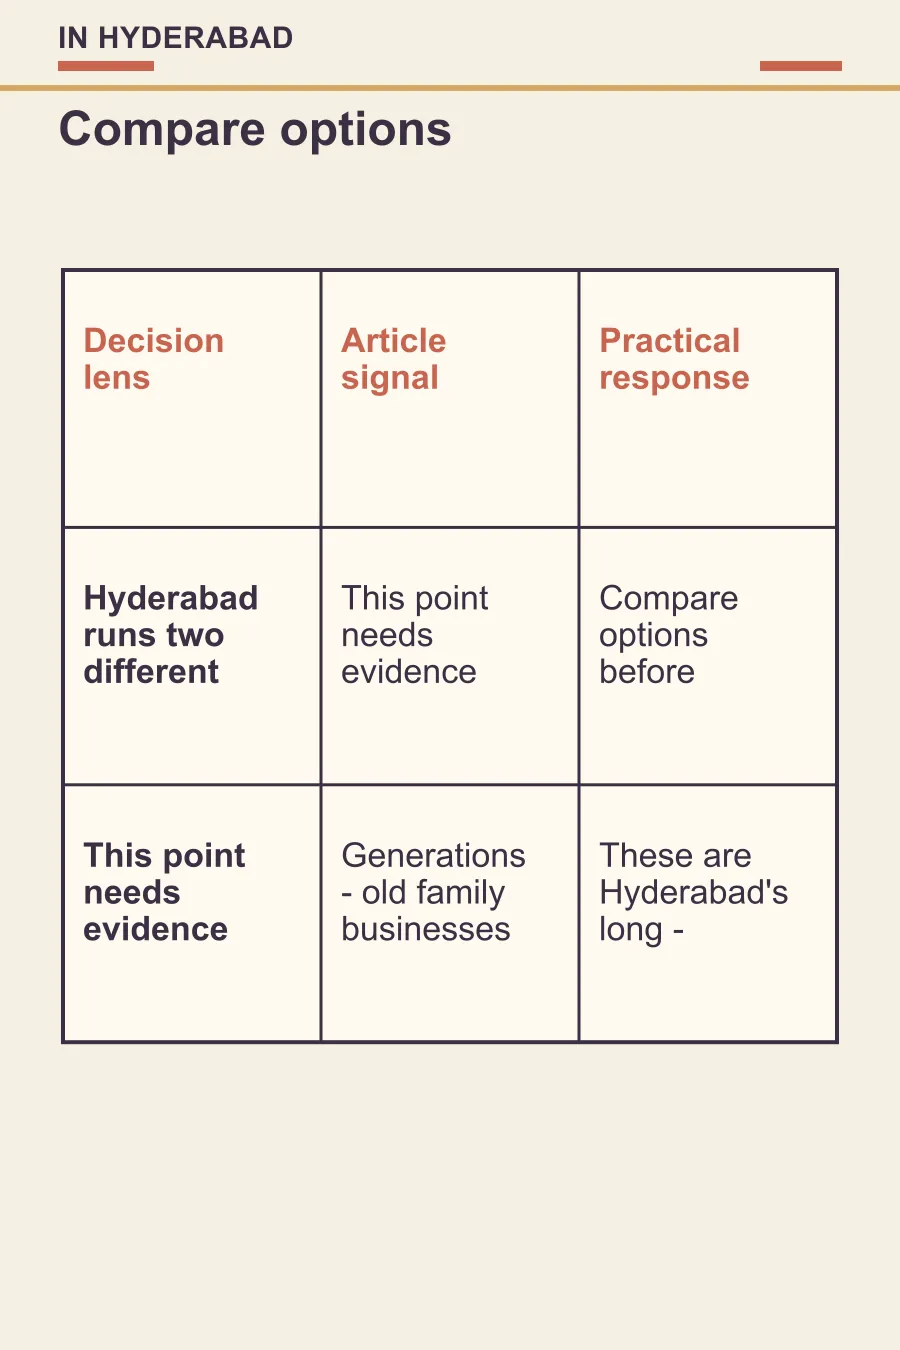 IN HYDERABAD
Compare options
Decision
lens
Article
signal
Practical
response
Hyderabad
runs two
different
This point
needs
evidence
Compare
options
before
This point
needs
evidence
Generations
- old family
businesses
These are
Hyderabad's
long -